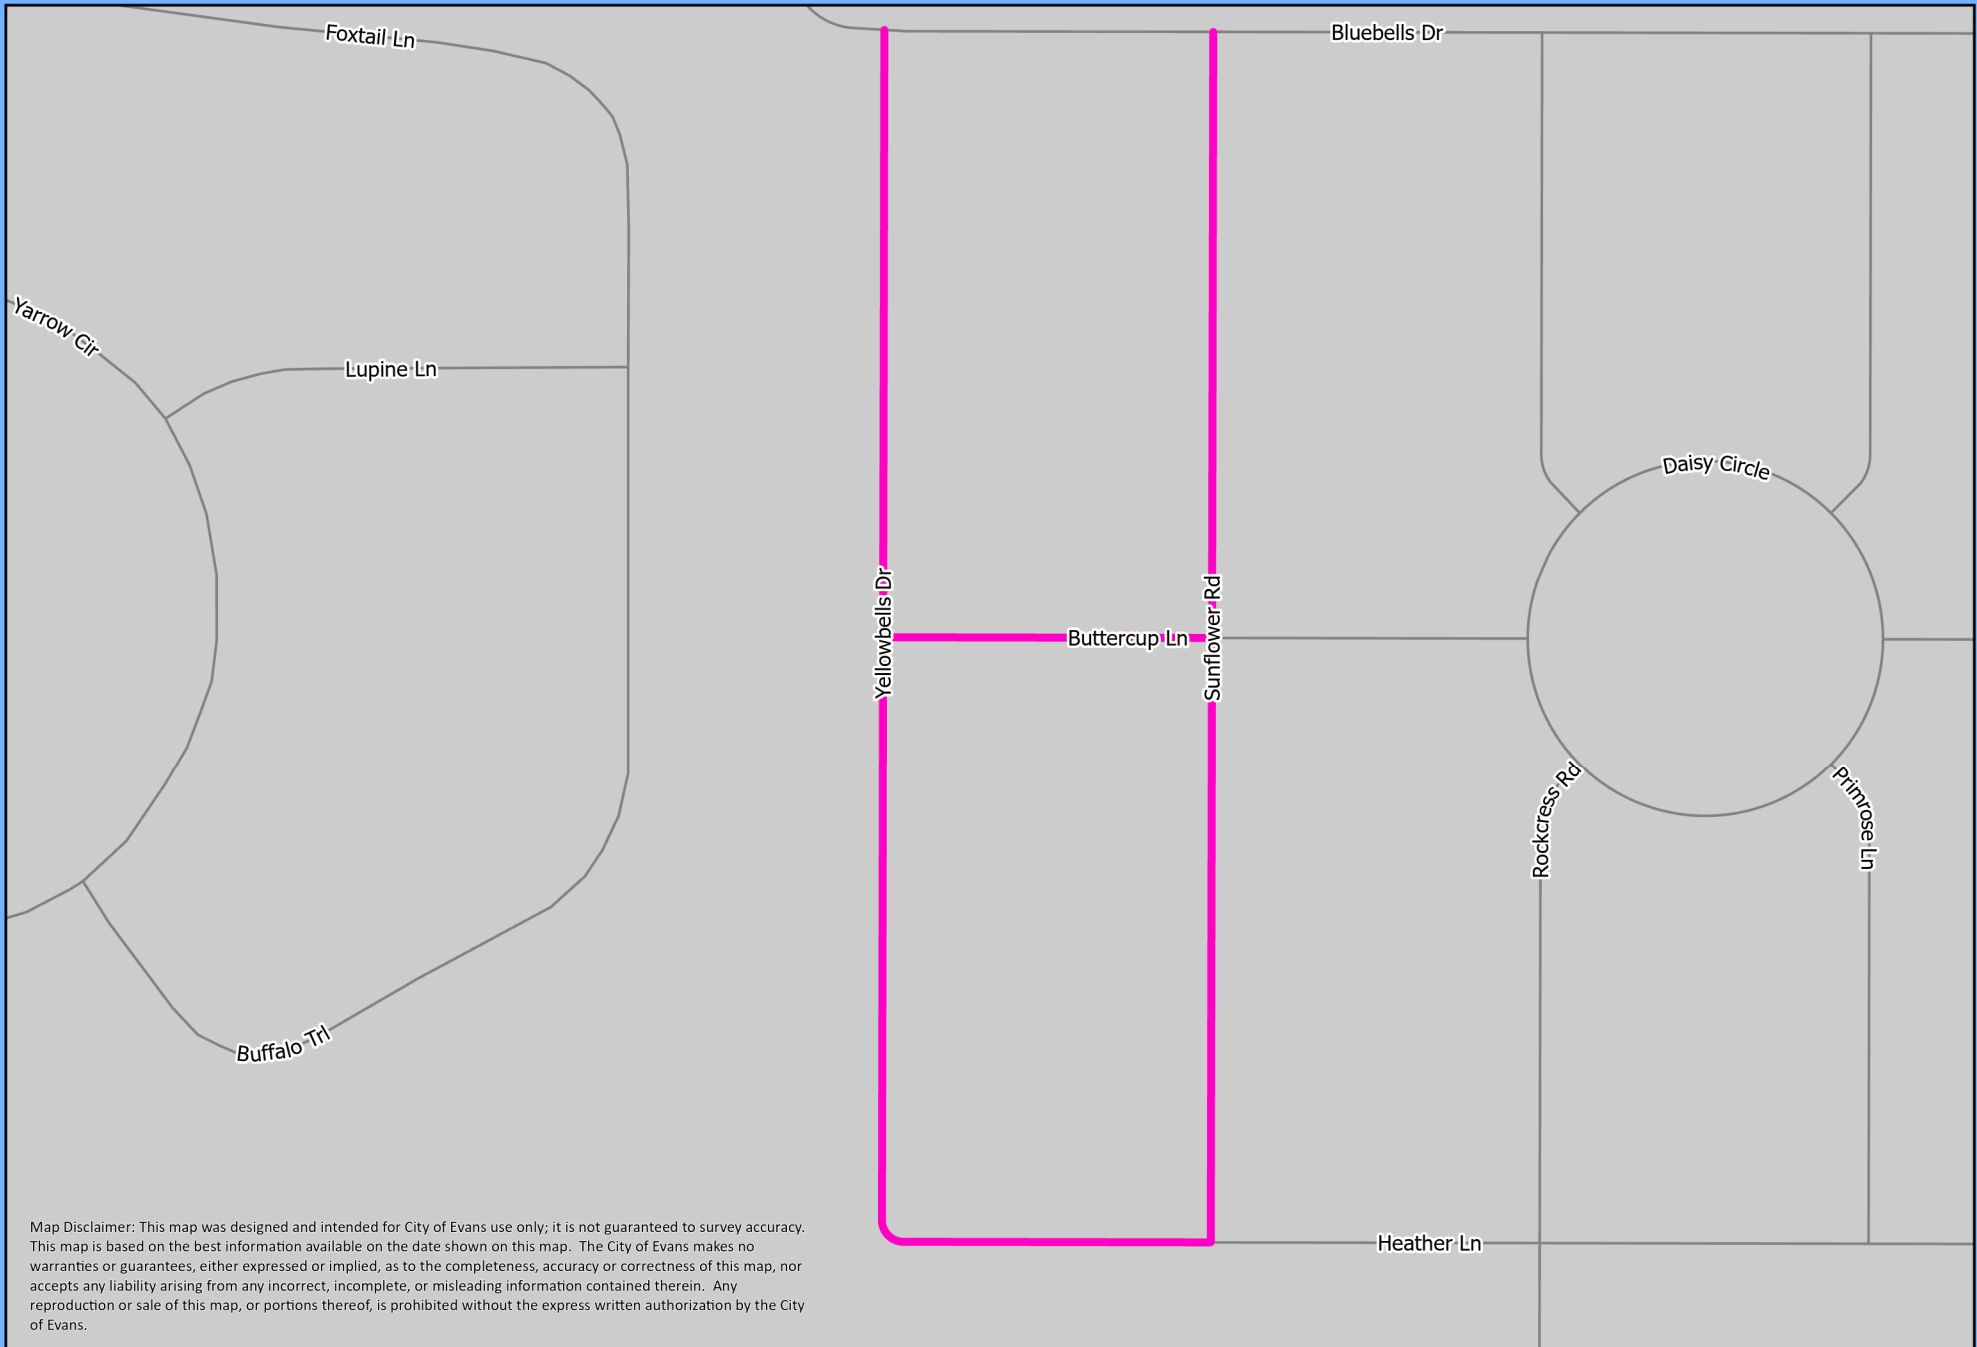 Foxtail Ln
Bluebells Dr
Yarrow Cir
Lupine Ln
Daisy Circle
Yellowbells Dr
Buttercup Ln
Sunflower Rd
Rockcress Rd
Primrose Ln
Buffalo Trl
Heather Ln
Map Disclaimer: This map was designed and intended for City of Evans use only; it is not guaranteed to survey accuracy.
This map is based on the best information available on the date shown on this map.  The City of Evans makes no
warranties or guarantees, either expressed or implied, as to the completeness, accuracy or correctness of this map, nor
accepts any liability arising from any incorrect, incomplete, or misleading information contained therein.  Any
reproduction or sale of this map, or portions thereof, is prohibited without the express written authorization by the City
of Evans.